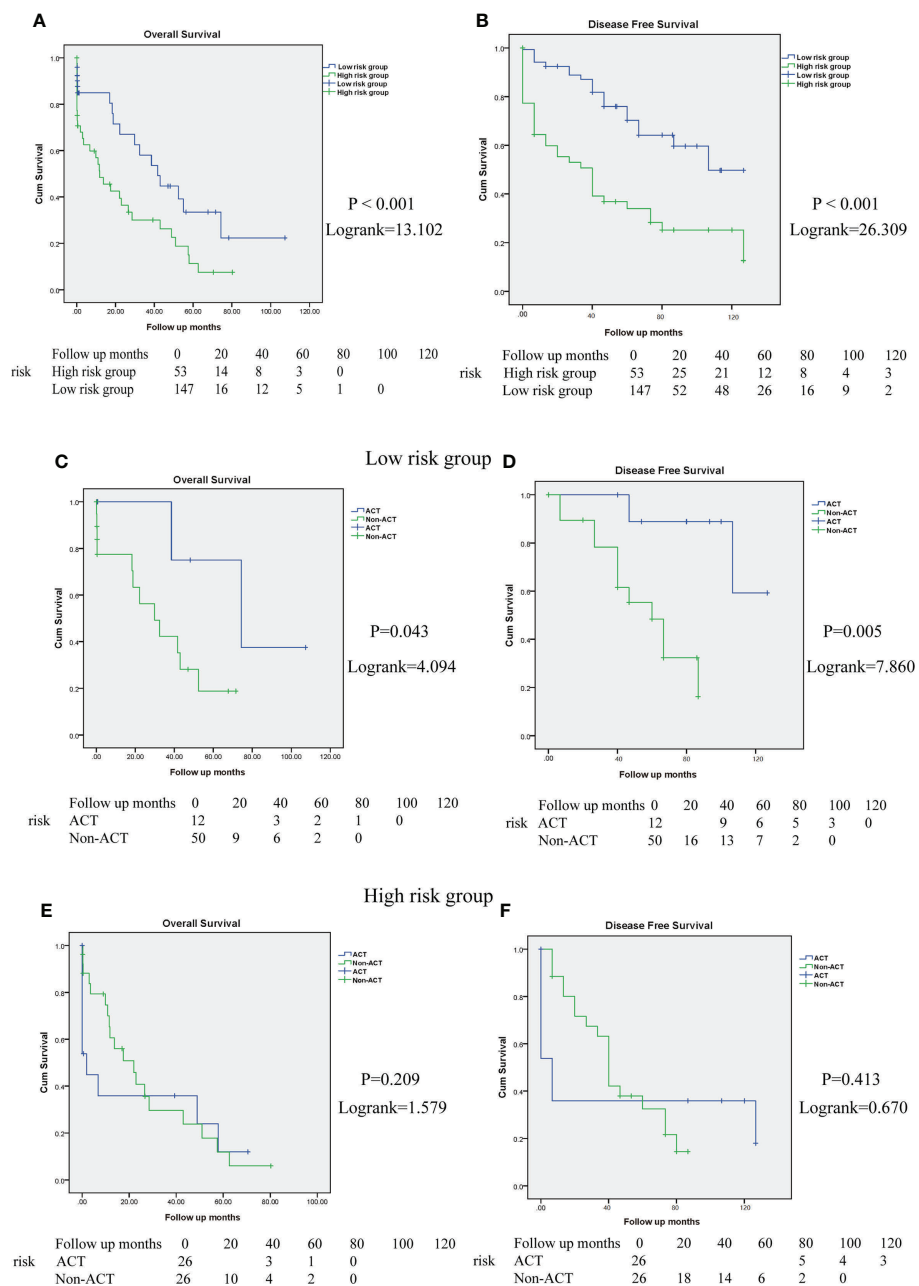 A
Overall Survival
Cum Survival
1.0
0.8
0.6
0.4
0.2
0.0
.00 20.00 40.00 60.00 80.00 100.00 120.00
Follow up months
Low risk group
High risk group
Low risk group
High risk group
P < 0.001
Logrank=13.102
Follow up months 0 20 40 60 80 100 120
risk High risk group 53 14 8 3 0
Low risk group 147 16 12 5 1 0
B
Disease Free Survival
Cum Survival
1.0
0.8
0.6
0.4
0.2
0.0
.00 40 80 120
Follow up months
Low risk group
High risk group
Low risk group
High risk group
P < 0.001
Logrank=26.309
Follow up months 0 20 40 60 80 100 120
risk High risk group 53 25 21 12 8 4 3
Low risk group 147 52 48 26 16 9 2
Low risk group
C
Overall Survival
Cum Survival
1.0
0.8
0.6
0.4
0.2
0.0
.00 20.00 40.00 60.00 80.00 100.00 120.00
Follow up months
ACT
Non-ACT
ACT
Non-ACT
P=0.043
Logrank=4.094
Follow up months 0 20 40 60 80 100 120
risk ACT 12 3 2 1 0
Non-ACT 50 9 6 2 0
D
Disease Free Survival
Cum Survival
1.0
0.8
0.6
0.4
0.2
0.0
.00 40 80 120
Follow up months
ACT
Non-ACT
ACT
Non-ACT
P=0.005
Logrank=7.860
Follow up months 0 20 40 60 80 100 120
risk ACT 12 9 6 5 3 0
Non-ACT 50 16 13 7 2 0
High risk group
E
Overall Survival
Cum Survival
1.0
0.8
0.6
0.4
0.2
0.0
.00 20.00 40.00 60.00 80.00 100.00
Follow up months
ACT
Non-ACT
ACT
Non-ACT
P=0.209
Logrank=1.579
Follow up months 0 20 40 60 80 100 120
risk ACT 26 3 1 0
Non-ACT 26 10 4 2 0
F
Disease Free Survival
Cum Survival
1.0
0.8
0.6
0.4
0.2
0.0
.00 40 80 120
Follow up months
ACT
Non-ACT
ACT
Non-ACT
P=0.413
Logrank=0.670
Follow up months 0 20 40 60 80 100 120
risk ACT 26 5 4 3
Non-ACT 26 18 14 6 2 0